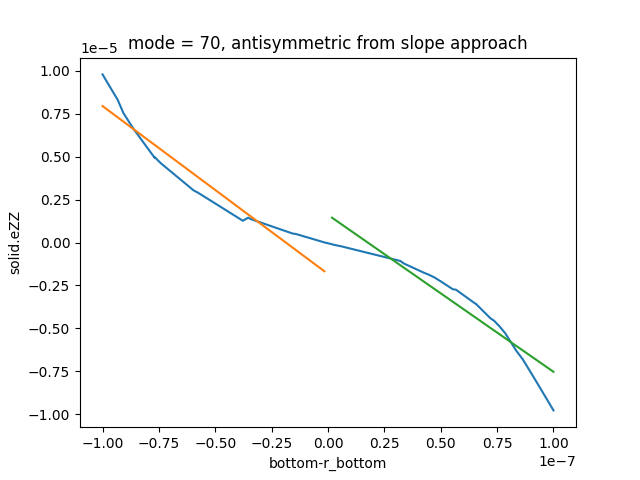 1e−5
mode = 70, antisymmetric from slope approach
1.00
0.75
0.50
0.25
0.00
−0.25
−0.50
−0.75
−1.00
solid.eZZ
−1.00 −0.75 −0.50 −0.25 0.00 0.25 0.50 0.75 1.00
1e−7
bottom-r_bottom